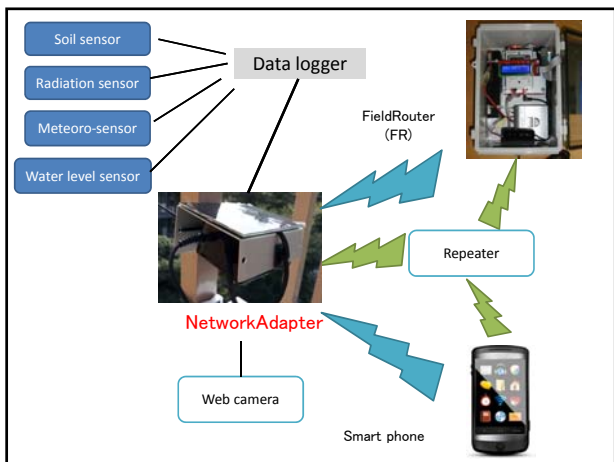 Soil sensor
Radiation sensor
Meteoro-sensor
Water level sensor
Data logger
FieldRouter
(FR)
Repeater
NetworkAdapter
Web camera
Smart phone